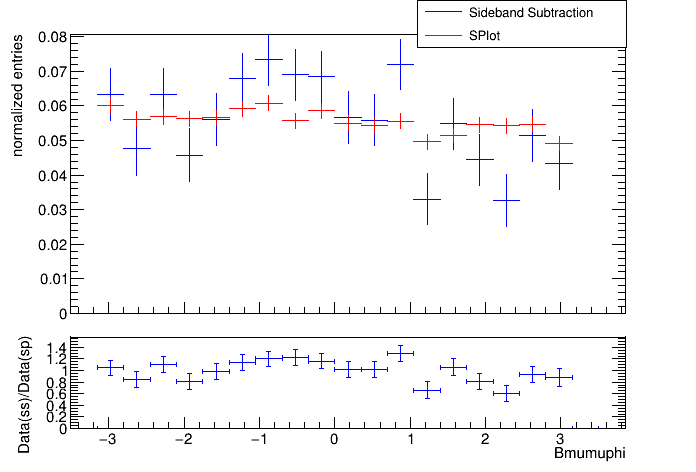 Sideband Subtraction
SPlot
normalized entries
0.08
0.07
0.06
0.05
0.04
0.03
0.02
0.01
0
Data(ss)/Data(sp)
1.4
1.2
1
0.8
0.6
0.4
0.2
0
−3 −2 −1 0 1 2 3
Bmumuphi